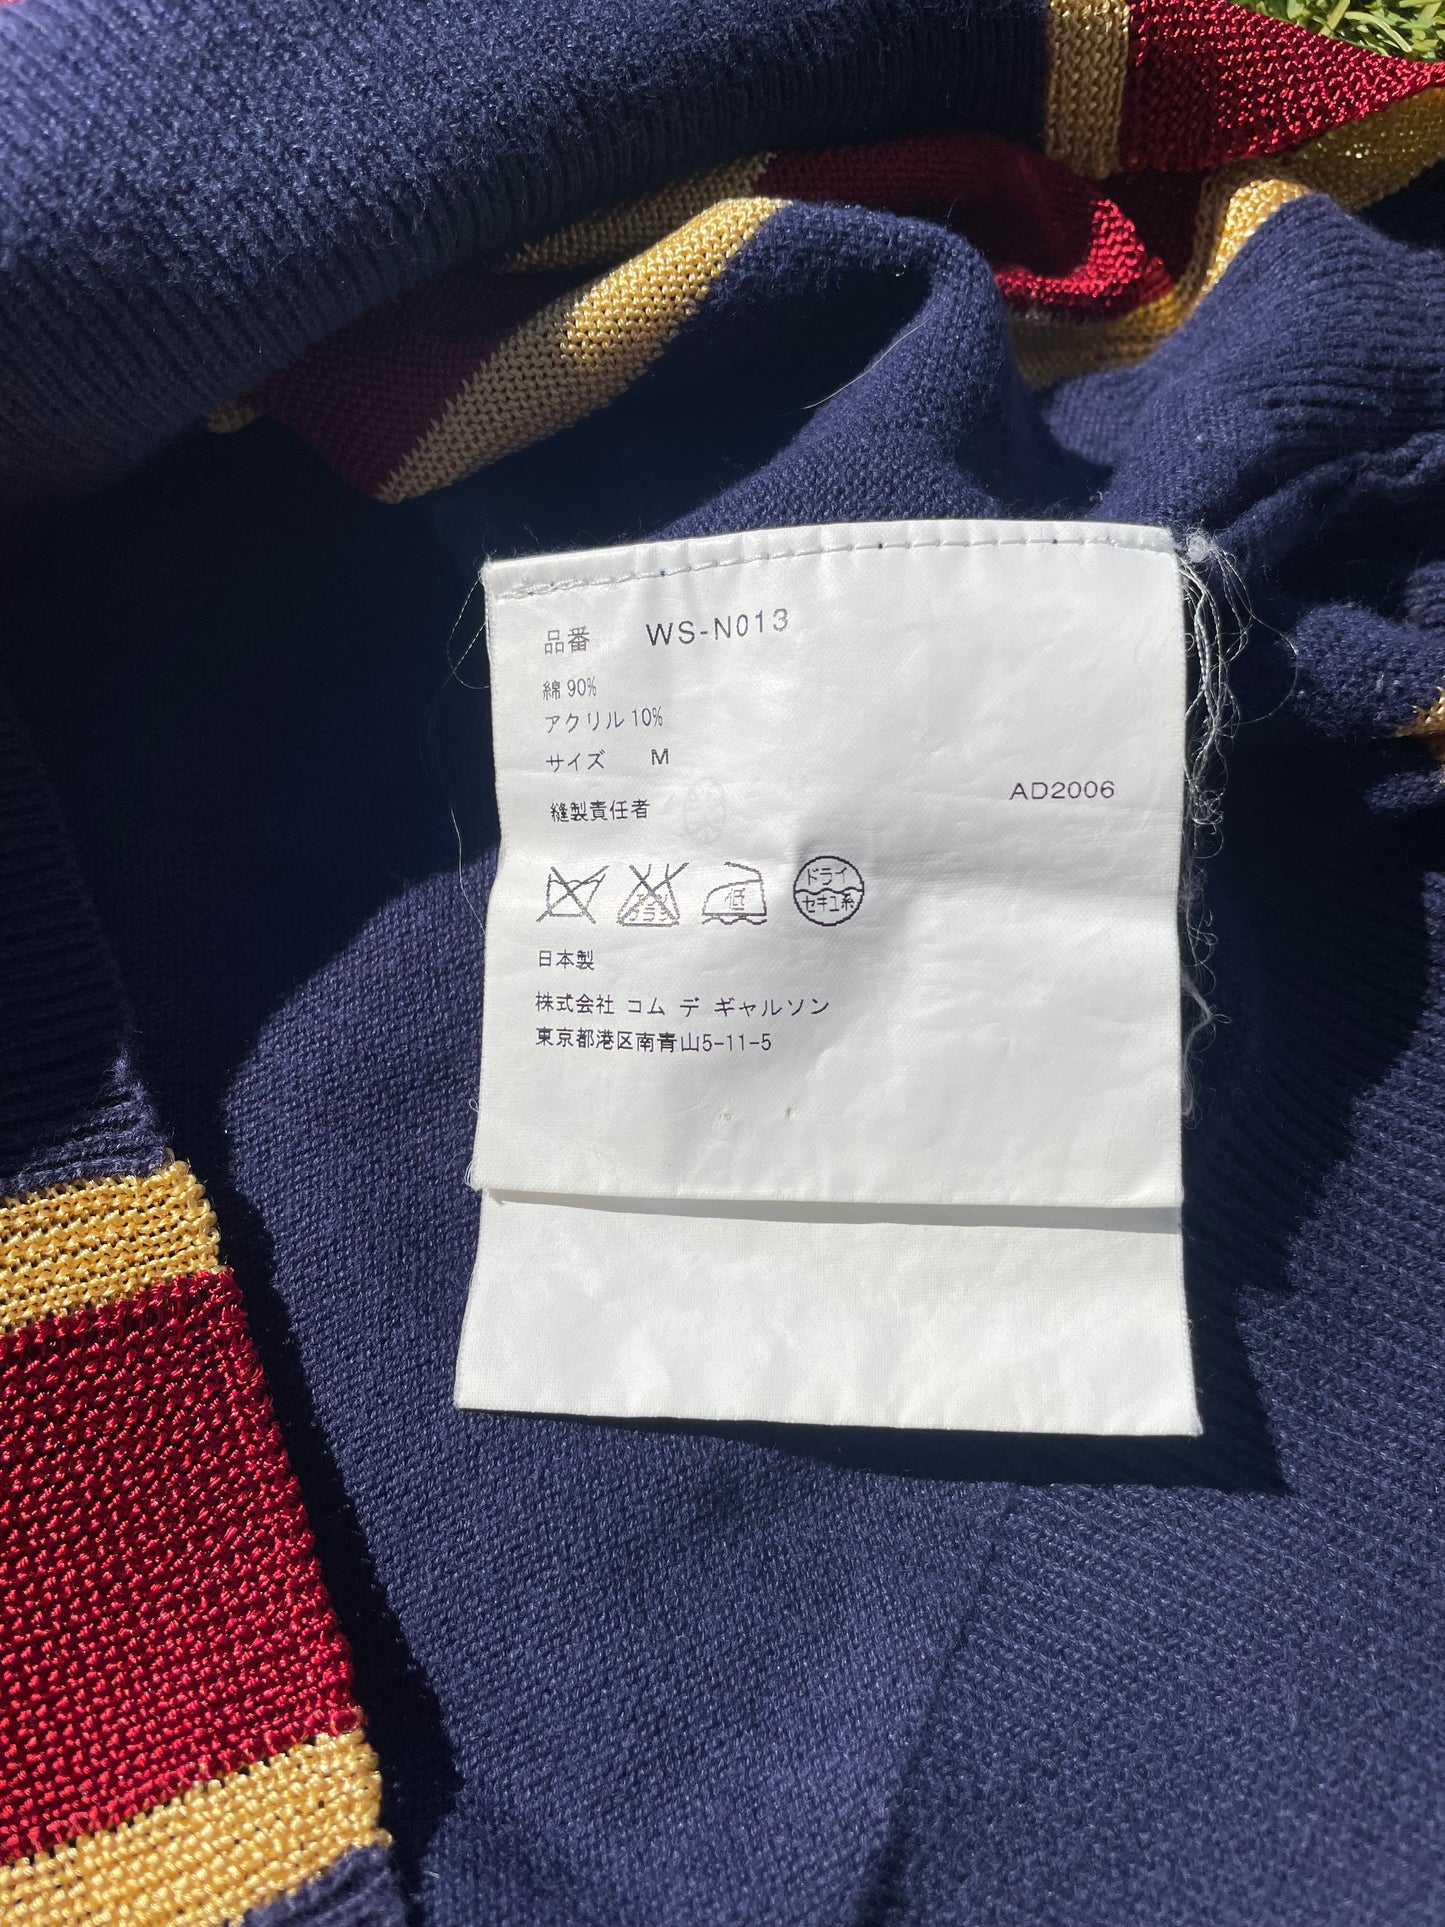 品番 WS-N013
綿 90%
アクリル 10%
サイズ M
AD2006
縫製責任者
低
ドライ
セキユ系
日本製
株式会社 コム デ ギャルソン
東京都港区南青山5-11-5